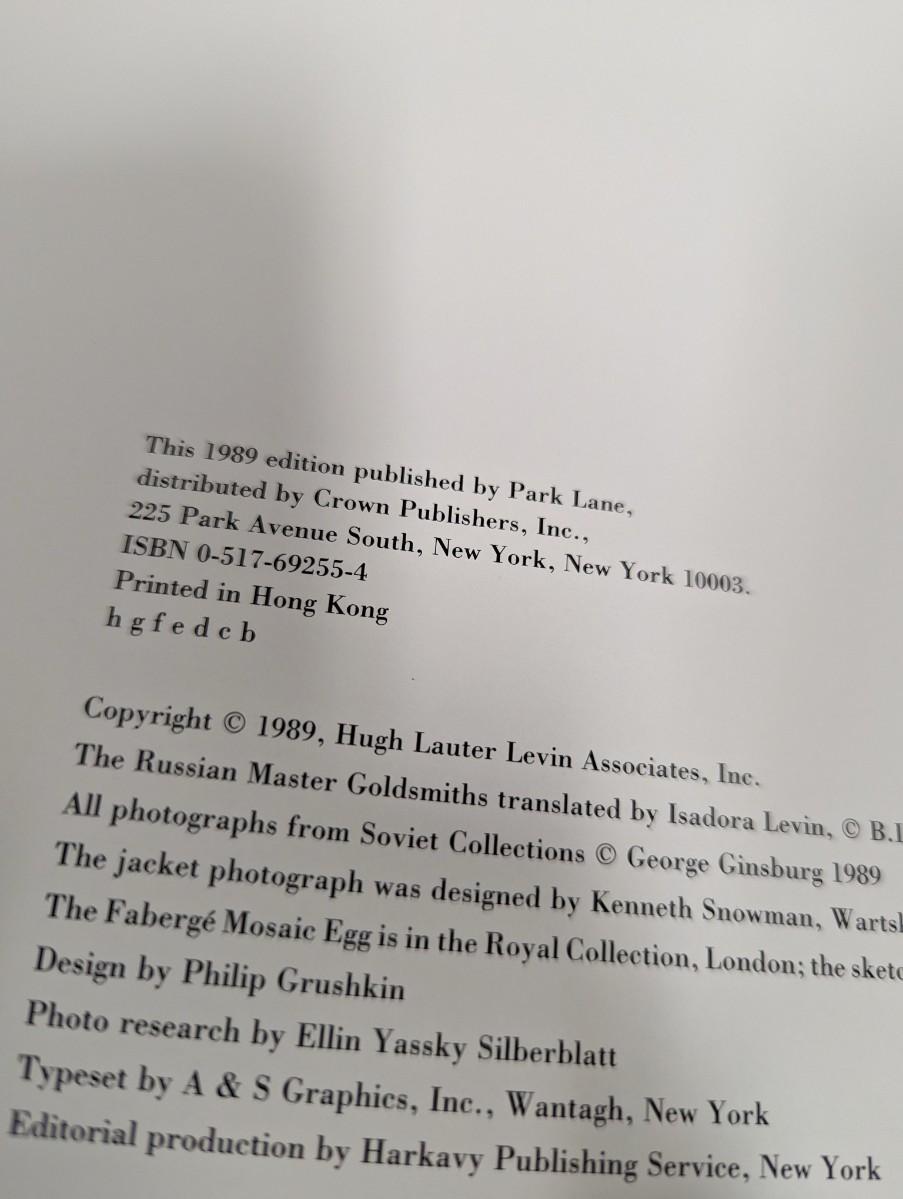 This 1989 edition published by Park Lane,
distributed by Crown Publishers, Inc.,
225 Park Avenue South, New York, New York 10003.
ISBN 0-517-69255-4
Printed in Hong Kong
h g f e d c b
Copyright © 1989, Hugh Lauter Levin Associates, Inc.
The Russian Master Goldsmiths translated by Isadora Levin, ©
All photographs from Soviet Collections © George Ginsburg 1989
The jacket photograph was designed by Kenneth Snowman,
The Fabergé Mosaic Egg is in the Royal Collection, London; the
Design by Philip Grushkin
Photo research by Ellin Yassky Silberblatt
Typeset by A & S Graphics, Inc., Wantagh, New York
Editorial production by Harkavy Publishing Service, New York